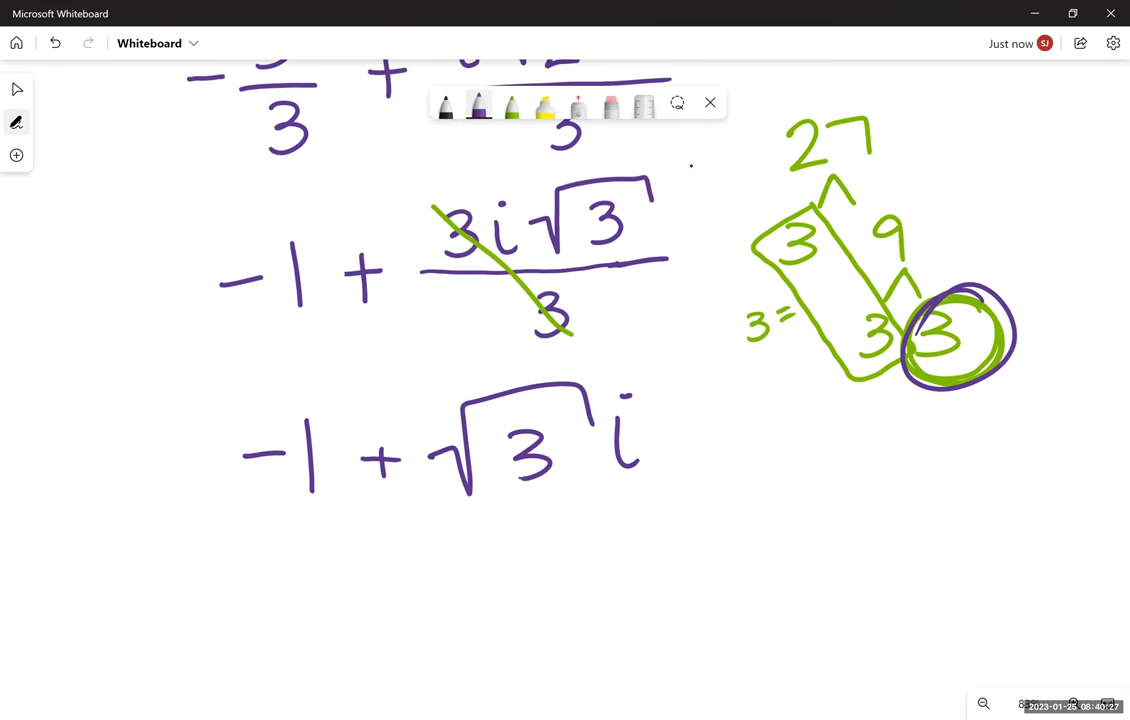 Microsoft Whiteboard
Whiteboard
Just now SJ
3
-1 + 3i√3
3
-1 + √3 i
27
3 9
3 = 3 3
2023-01-25 08:40:27